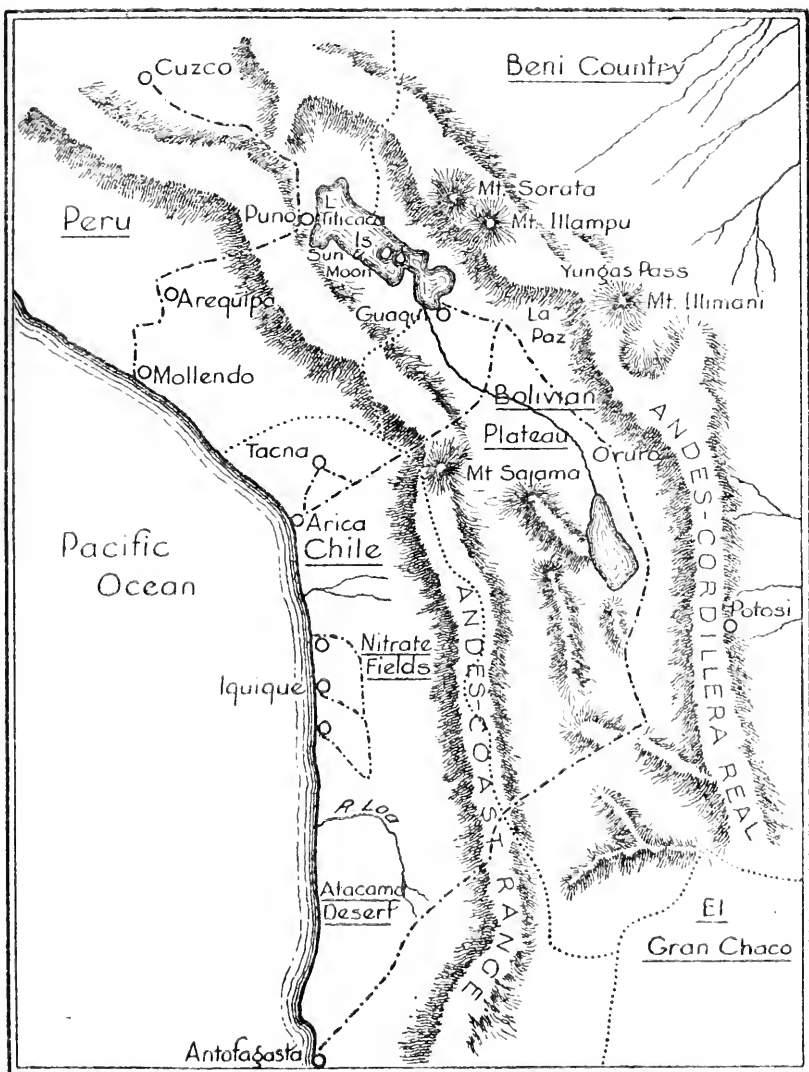 Cuzco
Beni Country
Mt. Sorata
Mt. Illampu
Peru
Puno
L.
Titicaca
Is
Sun &
Moon
Yungas Pass
Mt. Illimani
La
Paz
Guaqui
Arequipa
Mollendo
Bolivian
Plateau
Oruro
Tacna
Mt Sajama
Arica
Chile
Pacific
Ocean
ANDES-CORDILLERA REAL
Potosi
Nitrate
Fields
Iquique
ANDES-COAST RANGE
R. Loa
Atacama
Desert
El
Gran Chaco
Antofagasta